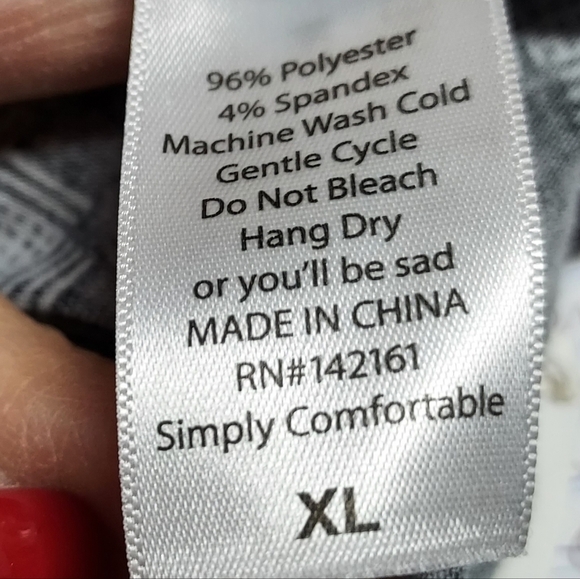 96% Polyester
4% Spandex
Machine Wash Cold
Gentle Cycle
Do Not Bleach
Hang Dry
or you'll be sad
MADE IN CHINA
RN#142161
Simply Comfortable
XL